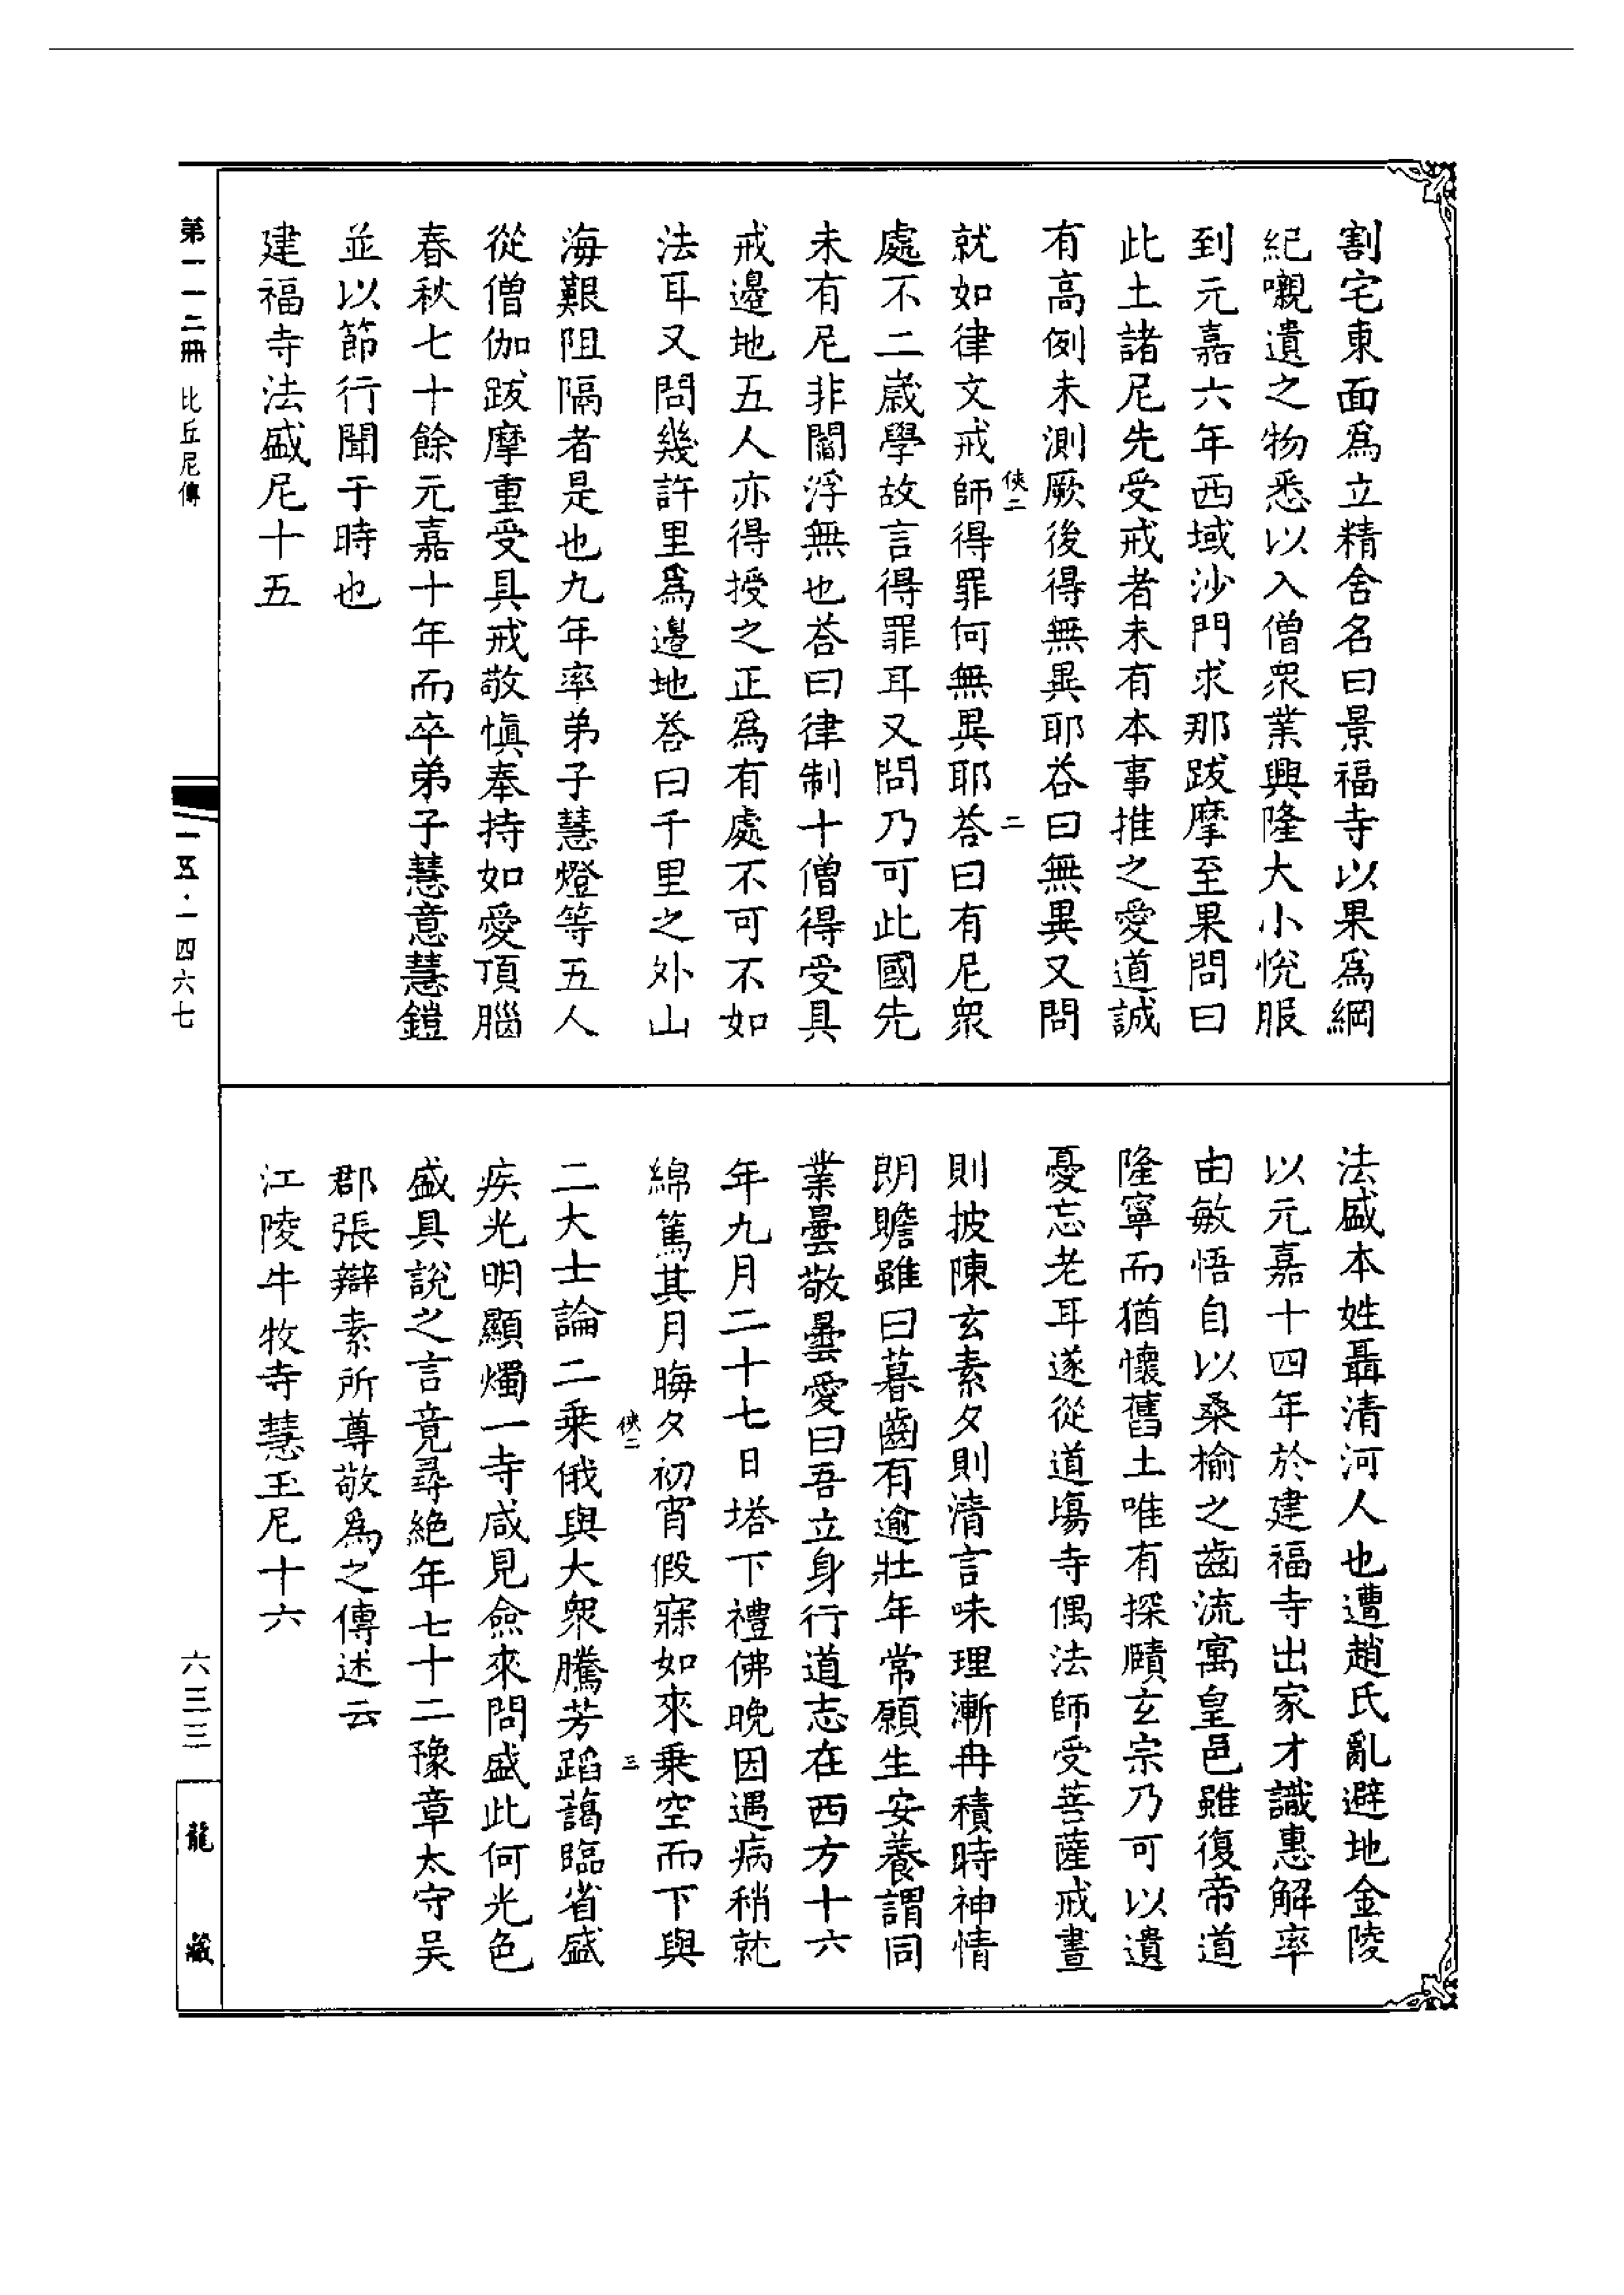 割宅東面爲立精舍名曰景福寺以果爲綱
紀嚫遺之物悉以入僧衆業興隆大小悅服
到元嘉六年西域沙門求那跋摩至果問曰
此土諸尼先受戒者未有本事推之愛道誠
有高例未測厥後得無異耶答曰無異又問
俠二
二
就如律文戒師得罪何無異耶答曰有尼衆
處不二歲學故言得罪耳又問乃可此國先
未有尼非閻浮無也答曰律制十僧得受具
戒邊地五人亦得授之正爲有處不可不如
法耳又問幾許里爲邊地答曰千里之外山
海艱阻隔者是也九年率弟子慧燈等五人
從僧伽跋摩重受具戒敬愼奉持如愛頂腦
春秋七十餘元嘉十年而卒弟子慧意慧鎧
並以節行聞于時也
建福寺法盛尼十五
法盛本姓聶清河人也遭趙氏亂避地金陵
以元嘉十四年於建福寺出家才識惠解率
由敏悟自以桑榆之齒流寓皇邑雖復帝道
隆寧而猶懷舊土唯有探賾玄宗乃可以遺
憂忘老耳遂從道場寺偶法師受菩薩戒晝
則披陳玄素夕則清言味理漸冉積時神情
朗贍雖曰暮齒有逾壯年常願生安養謂同
業曇敬曇愛曰吾立身行道志在西方十六
年九月二十七日塔下禮佛晚因遇病稍就
綿篤其月晦夕初宵假寐如來乘空而下與
俠二
三
二大士論二乘俄與大衆騰芳蹈藹臨省盛
疾光明顯燭一寺咸見僉來問盛此何光色
盛具說之言竟尋絕年七十二豫章太守吳
郡張辯素所尊敬爲之傳述云
江陵牛牧寺慧玉尼十六
第一一二冊 比丘尼傳
一五·一四六七
六三三
龍藏